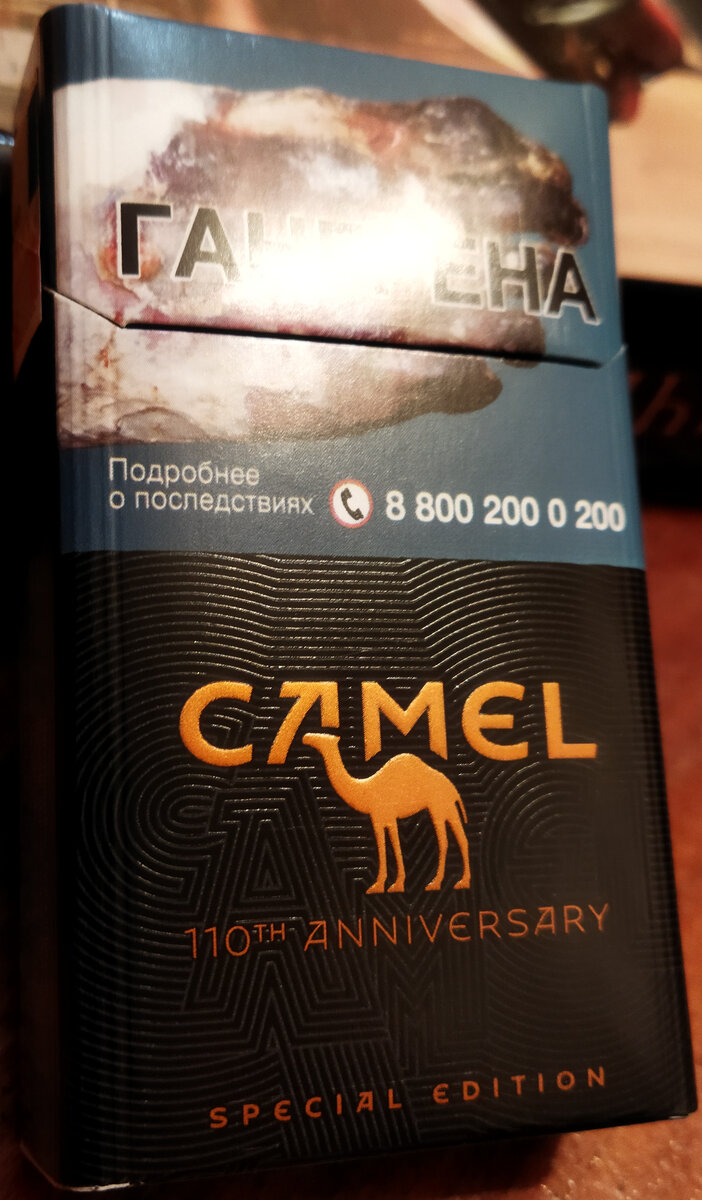 Подробнее
о последствиях 8 800 200 0 200
CAMEL
110TH ANNIVERSARY
SPECIAL EDITION